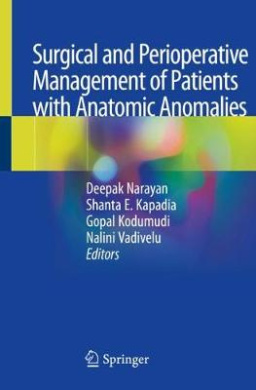 Surgical and Perioperative
Management of Patients
with Anatomic Anomalies
Deepak Narayan
Shanta E. Kapadia
Gopal Kodumudi
Nalini Vadivelu
Editors
Springer